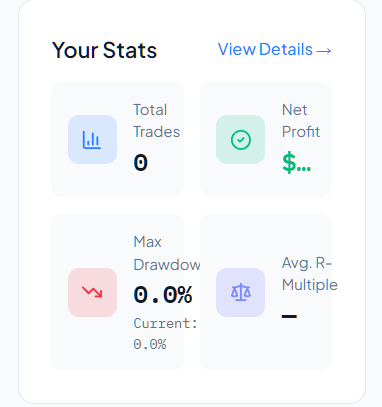 Your Stats
View Details →
Total
Trades
0
Net
Profit
$...
Max
Drawdow
0.0%
Current:
0.0%
Avg. R-
Multiple
—